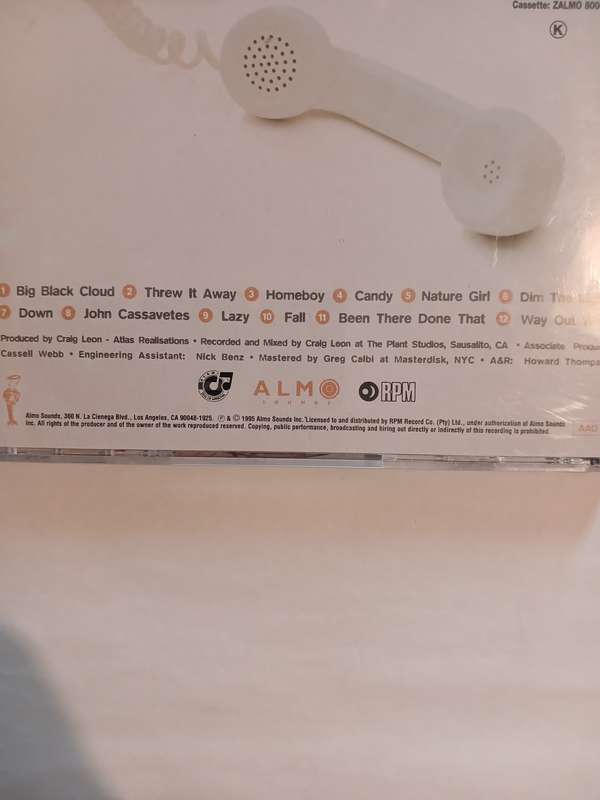 Cassette: ZALMO 800
K
1 Big Black Cloud 2 Threw It Away 3 Homeboy 4 Candy 5 Nature Girl 6 Dim The
7 Down 8 John Cassavetes 9 Lazy 10 Fall 11 Been There Done That 12 Way Out
Produced by Craig Leon - Atlas Realisations • Recorded and Mixed by Craig Leon at The Plant Studios, Sausalito, CA • Associate Produ
Cassell Webb • Engineering Assistant: Nick Benz • Mastered by Greg Calbi at Masterdisk, NYC • A&R: Howard Thomps
ALMO
SOUNDS
RPM
Almo Sounds, 360 N. La Cienega Blvd., Los Angeles, CA 90048-1925. ℗ & © 1995 Almo Sounds Inc. Licensed to and distributed by RPM Record Co. (Pty) Ltd., under authorization of Almo Sounds
Inc. All rights of the producer and of the owner of the work reproduced reserved. Copying, public performance, broadcasting and hiring out directly or indirectly of this recording is prohibited.
AAD